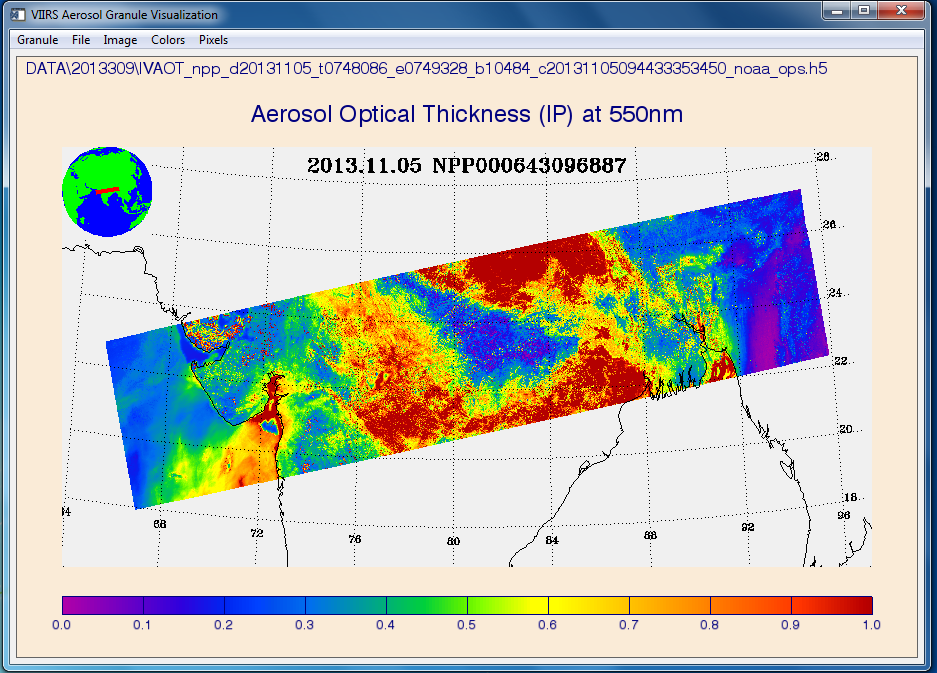 VIIRS Aerosol Granule Visualization
Granule File Image Colors Pixels
DATA\2013309\IVAOT_npp_d20131105_t0748086_e0749328_b10484_c20131105094433353450_noaa_ops.h5
Aerosol Optical Thickness (IP) at 550nm
2013.11.05 NPP000643096887
28
26
24
22
20
18
64 68 72 76 80 84 88 92 96
0.0 0.1 0.2 0.3 0.4 0.5 0.6 0.7 0.8 0.9 1.0